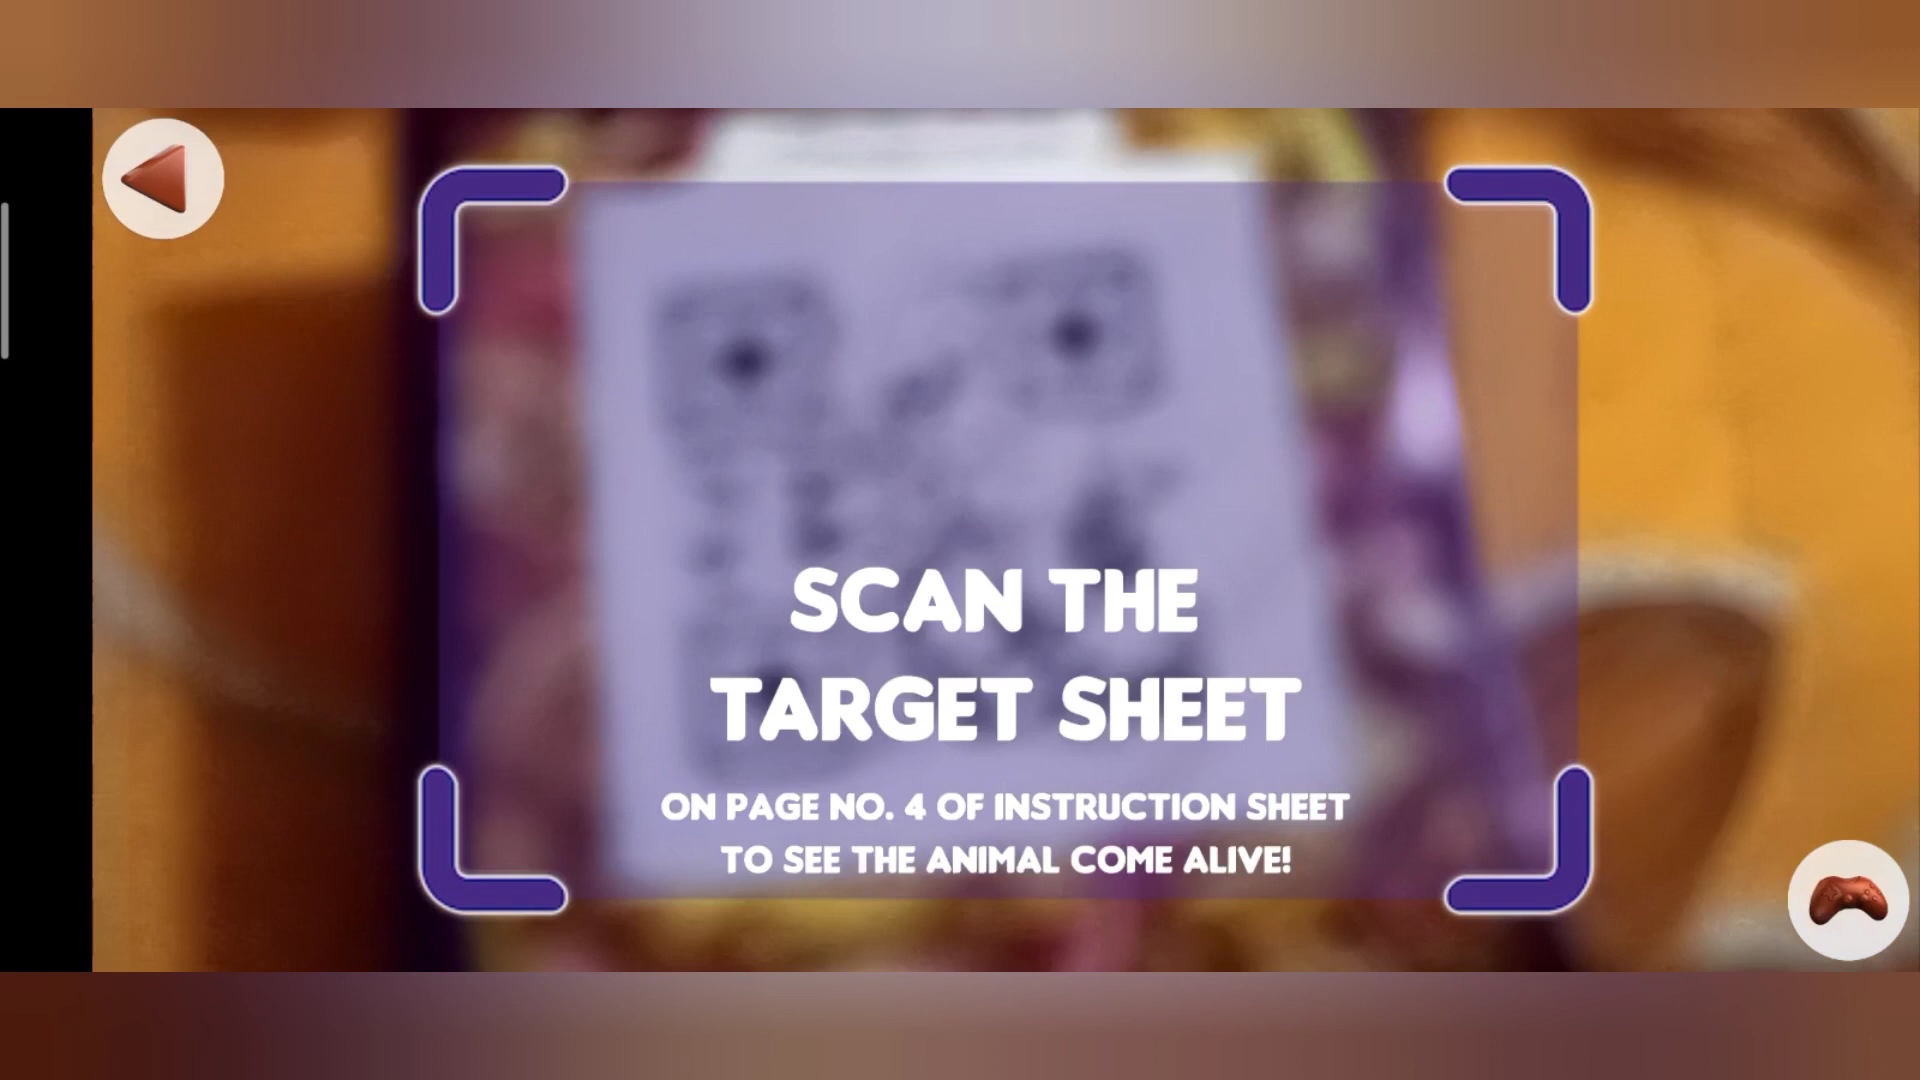 SCAN THE
TARGET SHEET
ON PAGE NO. 4 OF INSTRUCTION SHEET
TO SEE THE ANIMAL COME ALIVE!